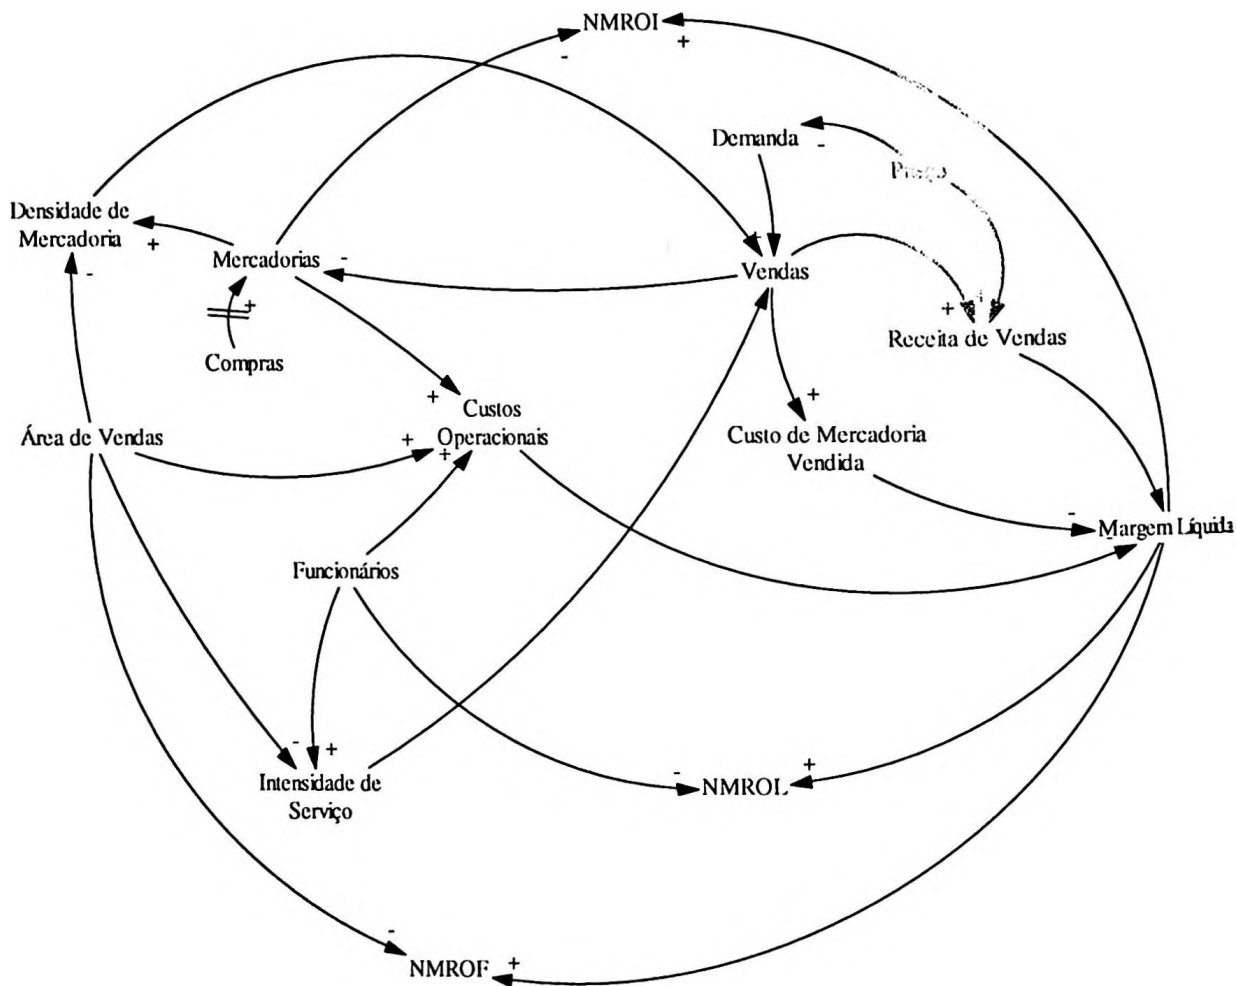 NMROI
+
-
Demanda
-
Preço
Densidade de
Mercadoria
+
-
Mercadorias
-
+
Vendas
+
+
+
Receita de Vendas
Compras
+
+
Custos
Operacionais
+
+
Área de Vendas
Custo de Mercadoria
Vendida
-
-
Margem Líquida
Funcionários
-
+
Intensidade de
Serviço
-
NMROL
+
-
NMROF
+